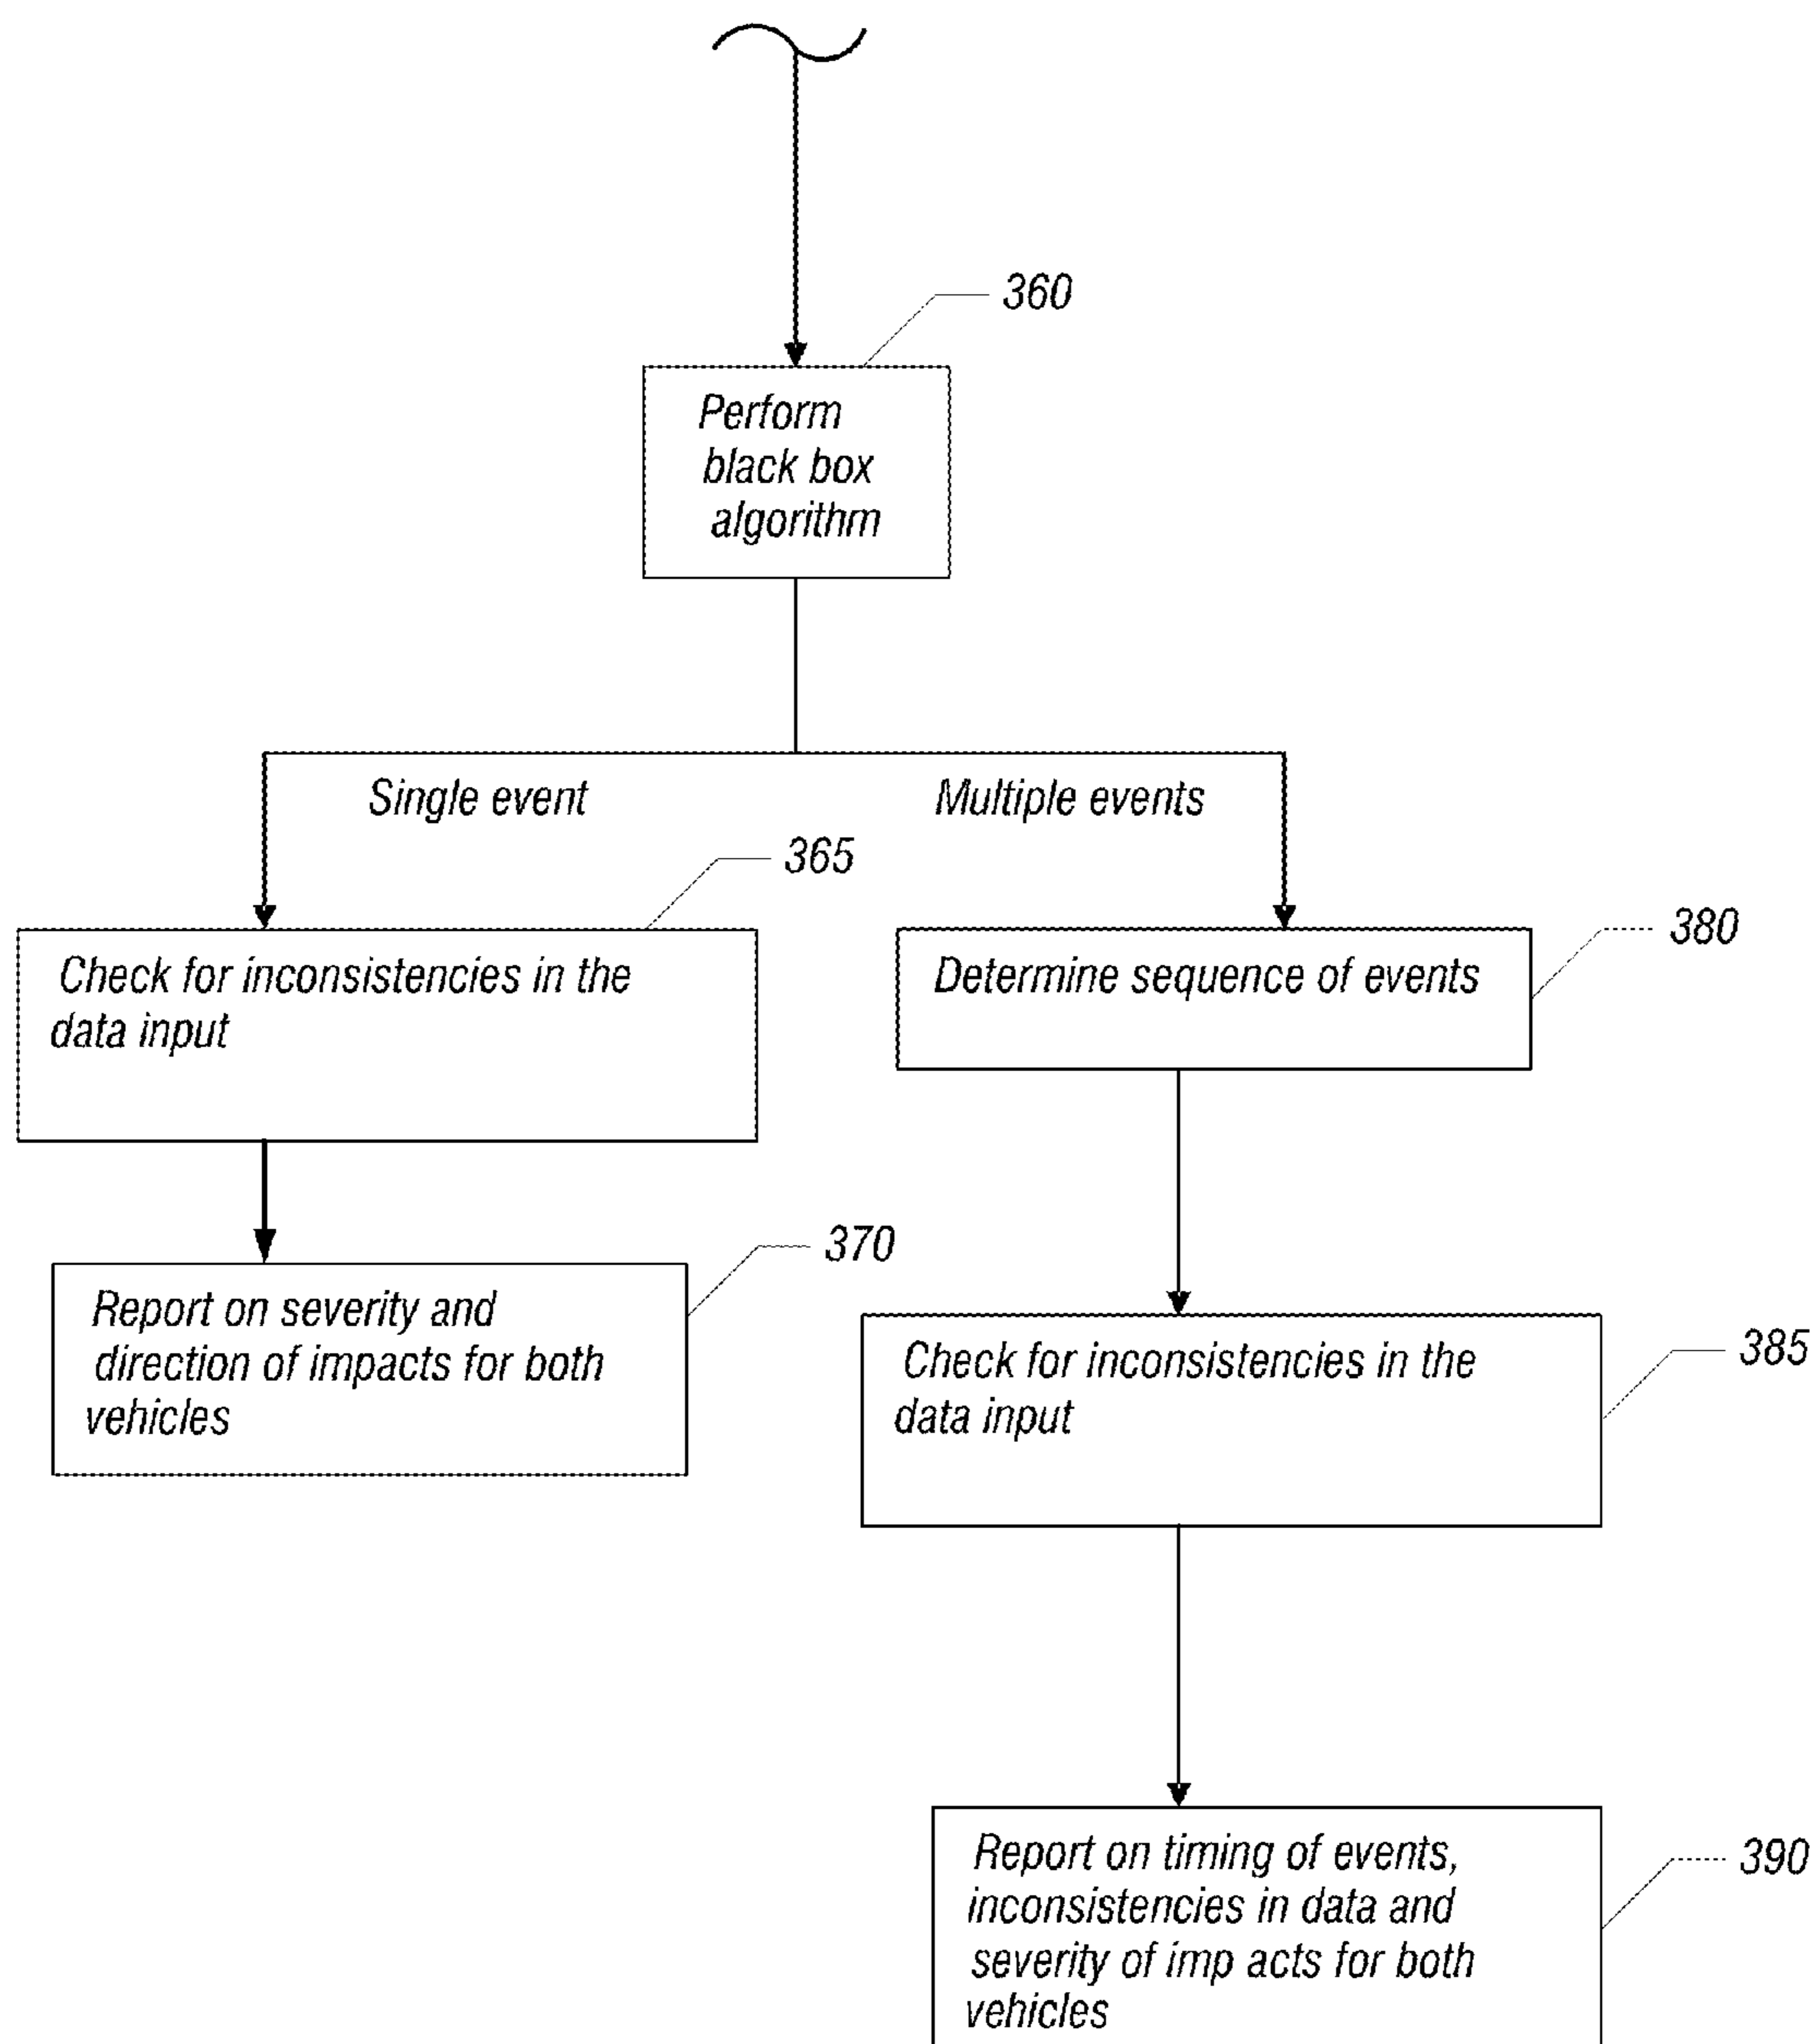 360
Perform
black box
algorithm
Single event
Multiple events
365
380
Check for inconsistencies in the
data input
Determine sequence of events
370
Report on severity and
direction of impacts for both
vehicles
385
Check for inconsistencies in the
data input
390
Report on timing of events,
inconsistencies in data and
severity of imp acts for both
vehicles